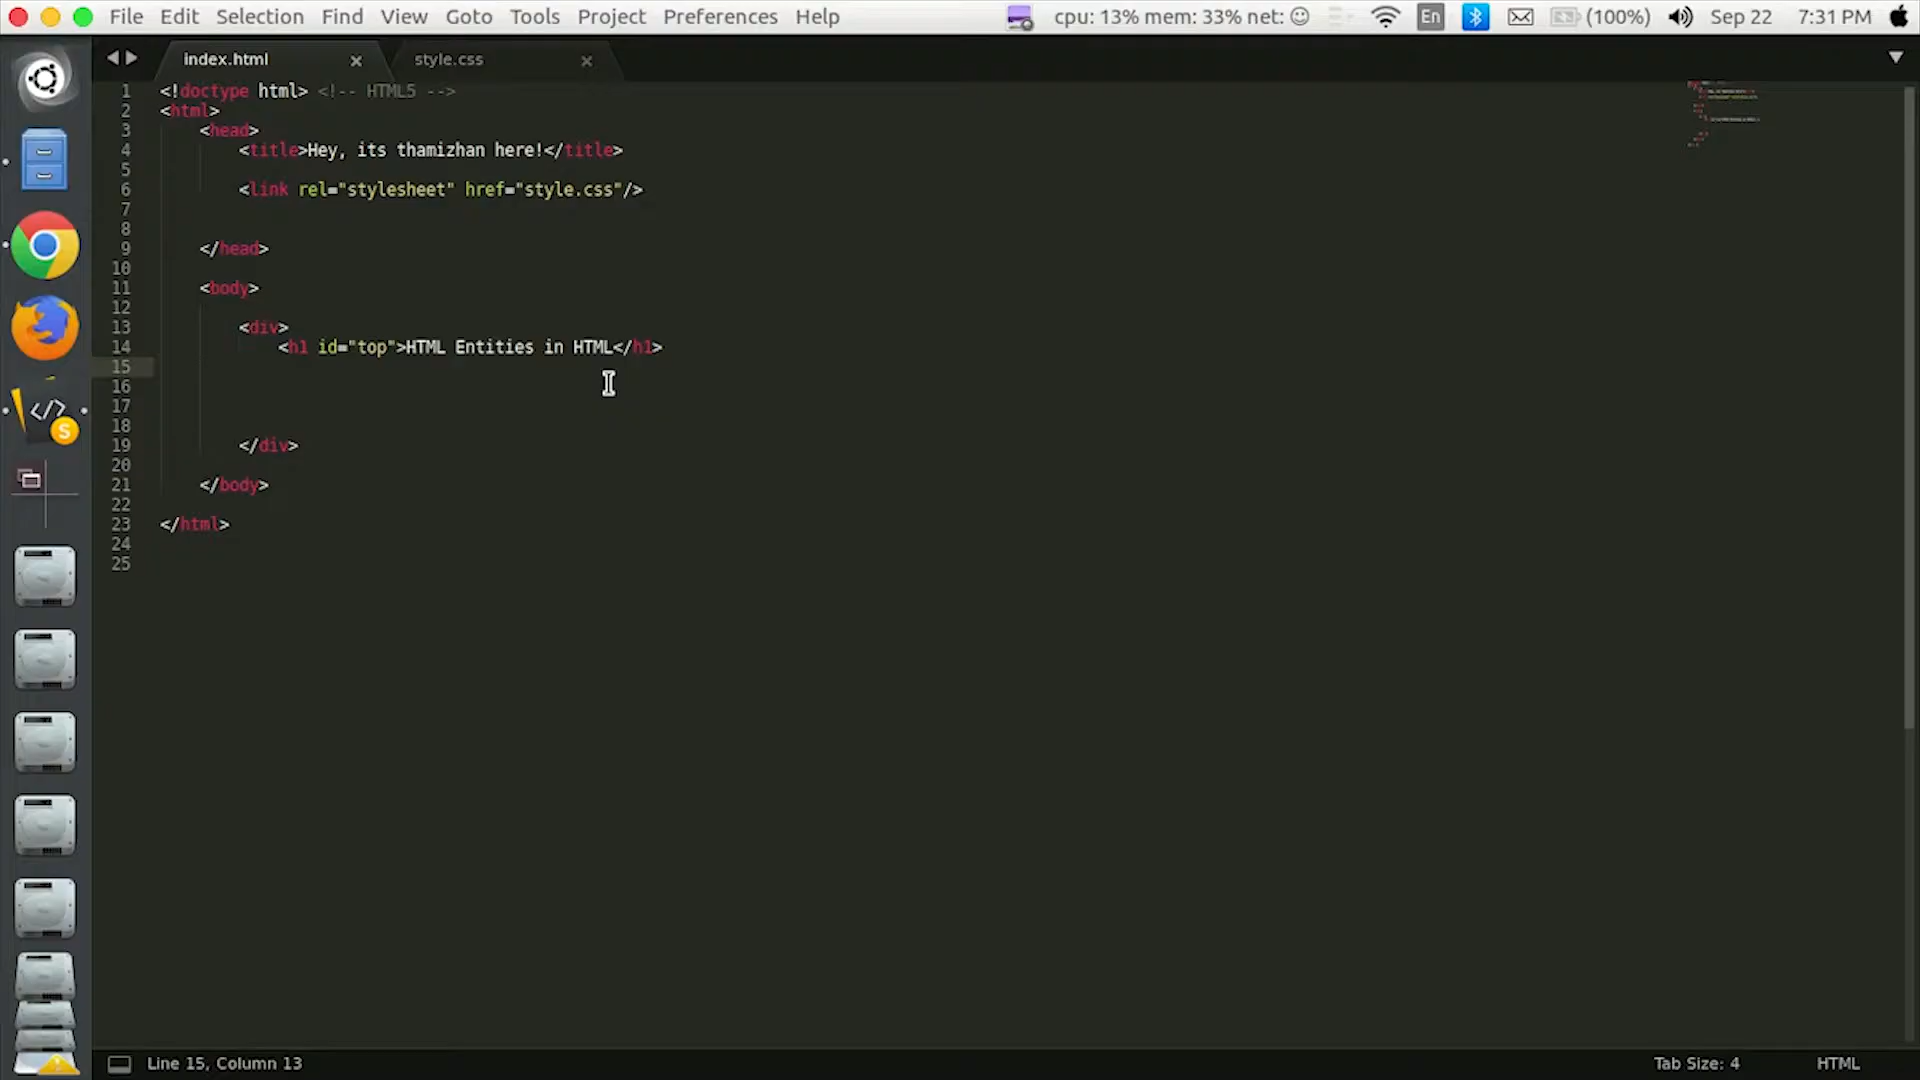 File Edit Selection Find View Goto Tools Project Preferences Help cpu: 13% mem: 33% net: En (100%) Sep 22 7:31 PM
index.html × style.css ×
1 <!doctype html> <!-- HTML5 -->
2 <html>
3 <head>
4 <title>Hey, its thamizhan here!</title>
5
6 <link rel="stylesheet" href="style.css"/>
7
8
9 </head>
10
11 <body>
12
13 <div>
14 <h1 id="top">HTML Entities in HTML</h1>
15
16
17
18
19 </div>
20
21 </body>
22
23 </html>
24
25
Line 15, Column 13 Tab Size: 4 HTML